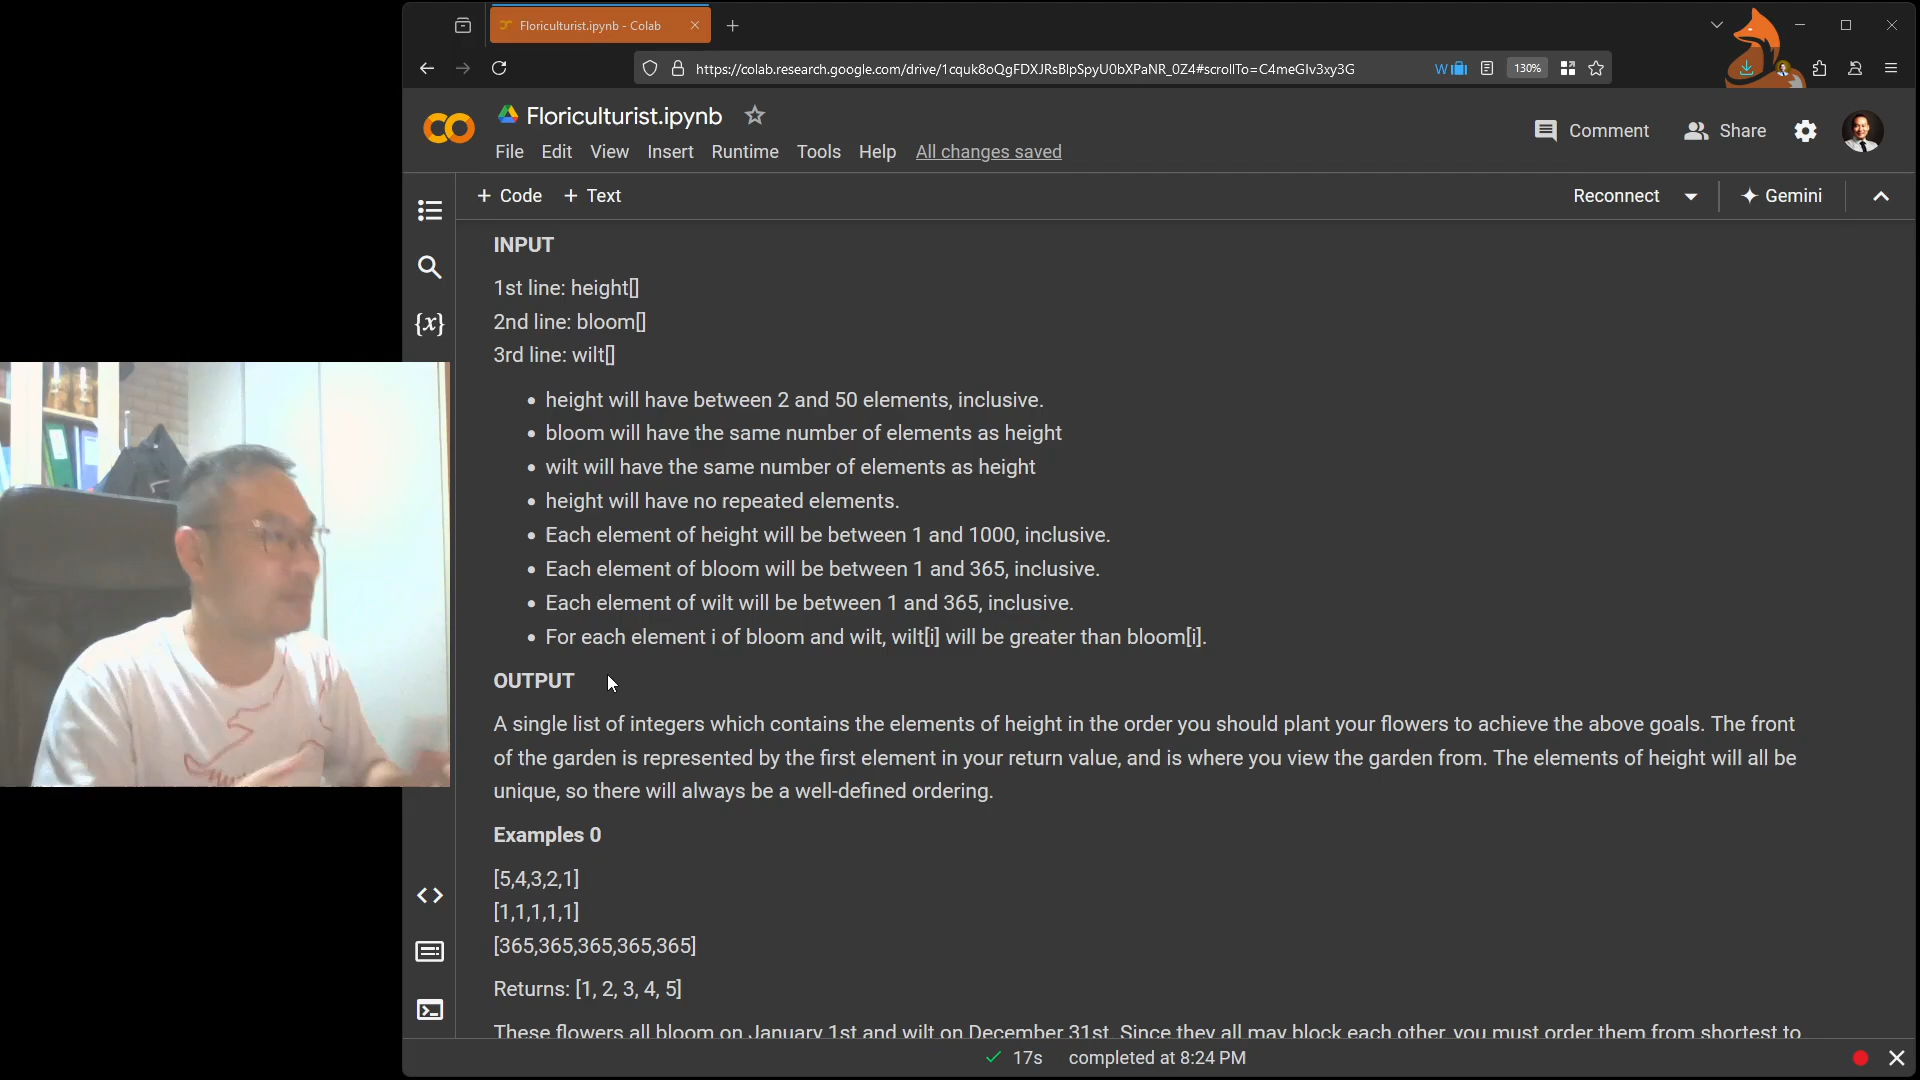 Floriculturist.ipynb - Colab
https://colab.research.google.com/drive/1cquk8oQgFDXJRsBlpSpyU0bXPaNR_0Z4#scrollTo=C4meGIv3xy3G
W
130%
Floriculturist.ipynb
Comment
Share
File Edit View Insert Runtime Tools Help All changes saved
+ Code + Text
Reconnect
Gemini
INPUT
1st line: height[]
2nd line: bloom[]
3rd line: wilt[]
{x}
• height will have between 2 and 50 elements, inclusive.
• bloom will have the same number of elements as height
• wilt will have the same number of elements as height
• height will have no repeated elements.
• Each element of height will be between 1 and 1000, inclusive.
• Each element of bloom will be between 1 and 365, inclusive.
• Each element of wilt will be between 1 and 365, inclusive.
• For each element i of bloom and wilt, wilt[i] will be greater than bloom[i].
OUTPUT
A single list of integers which contains the elements of height in the order you should plant your flowers to achieve the above goals. The front
of the garden is represented by the first element in your return value, and is where you view the garden from. The elements of height will all be
unique, so there will always be a well-defined ordering.
Examples 0
[5,4,3,2,1]
[1,1,1,1,1]
[365,365,365,365,365]
Returns: [1, 2, 3, 4, 5]
These flowers all bloom on January 1st and wilt on December 31st. Since they all may block each other, you must order them from shortest to
17s completed at 8:24 PM